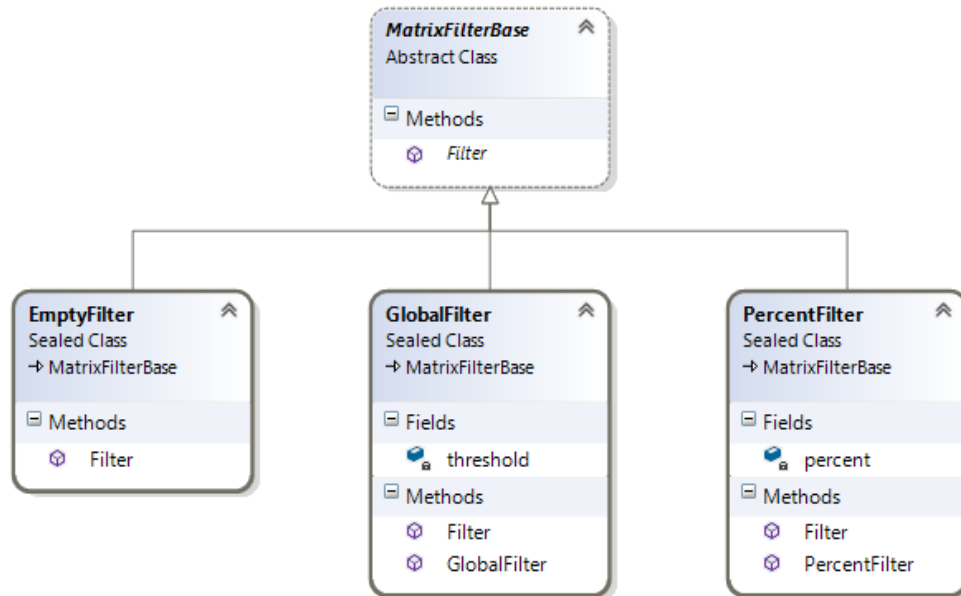 MatrixFilterBase
Abstract Class
Methods
Filter
EmptyFilter
Sealed Class
MatrixFilterBase
Methods
Filter
GlobalFilter
Sealed Class
MatrixFilterBase
Fields
threshold
Methods
Filter
GlobalFilter
PercentFilter
Sealed Class
MatrixFilterBase
Fields
percent
Methods
Filter
PercentFilter